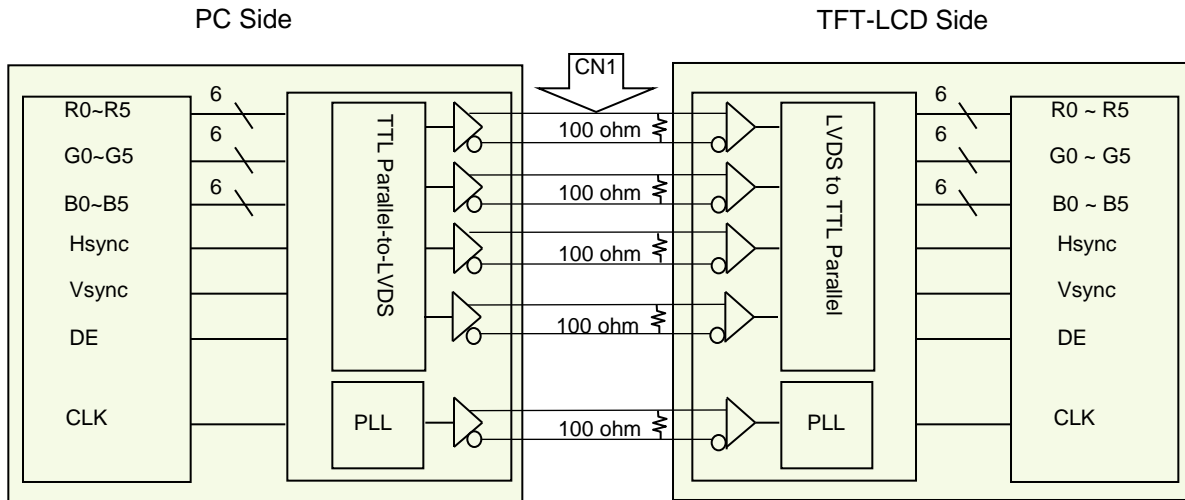 PC Side
TFT-LCD Side
CN1
R0~R5
6
G0~G5
6
B0~B5
6
Hsync
Vsync
DE
CLK
TTL Parallel-to-LVDS
PLL
100 ohm
100 ohm
100 ohm
100 ohm
100 ohm
LVDS to TTL Parallel
PLL
6
R0 ~ R5
6
G0 ~ G5
6
B0 ~ B5
Hsync
Vsync
DE
CLK